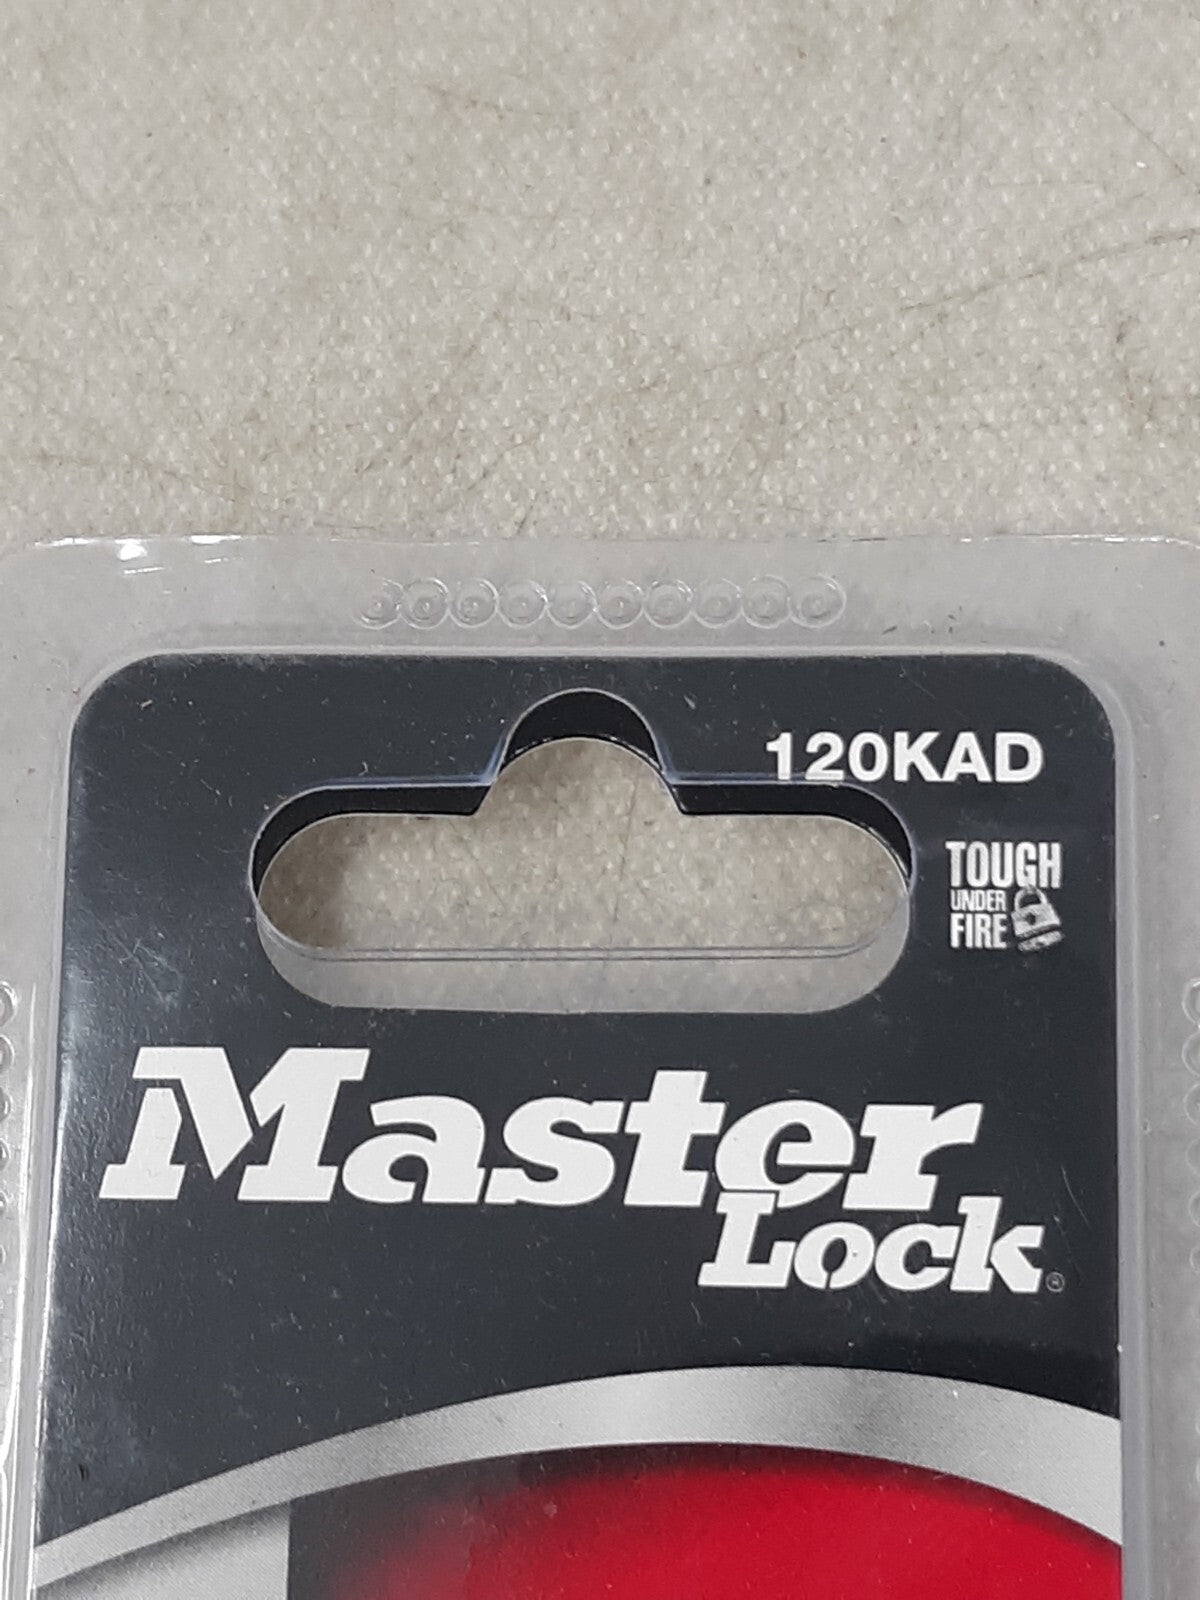 120KAD
TOUGH
UNDER
FIRE
Master
Lock®